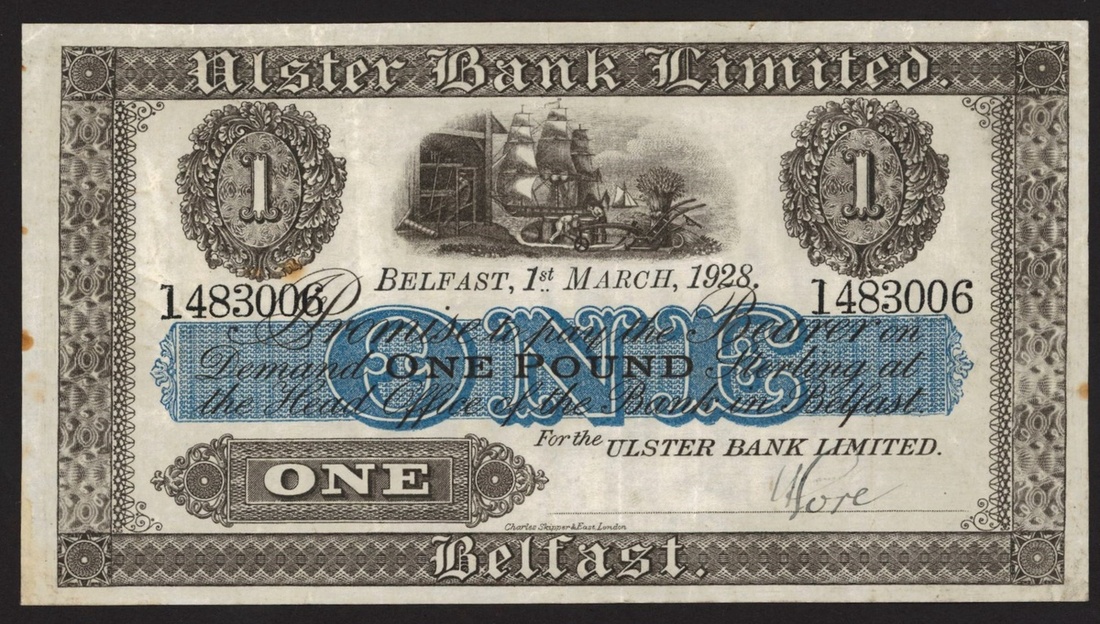 Ulster Bank Limited.
1 1
BELFAST, 1st MARCH, 1928.
1483006 1483006
ONE
Promise to pay the Bearer on
Demand ONE POUND Sterling at
the Head Office of the Bank in Belfast
For the ULSTER BANK LIMITED.
ONE
Charles Skipper & East London
Belfast.